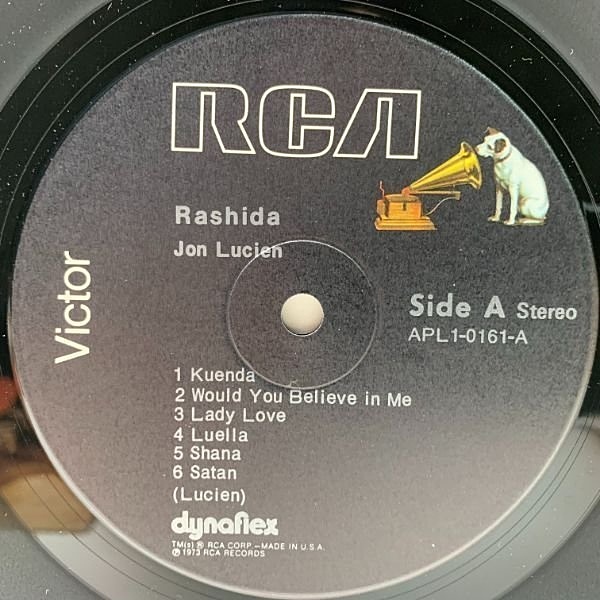 RCA
Victor
Rashida
Jon Lucien
Side A Stereo
APL1-0161-A
1 Kuenda
2 Would You Believe in Me
3 Lady Love
4 Luella
5 Shana
6 Satan
(Lucien)
dynaflex
TM(s) ® RCA CORP.-MADE IN U.S.A.
℗ 1973 RCA RECORDS